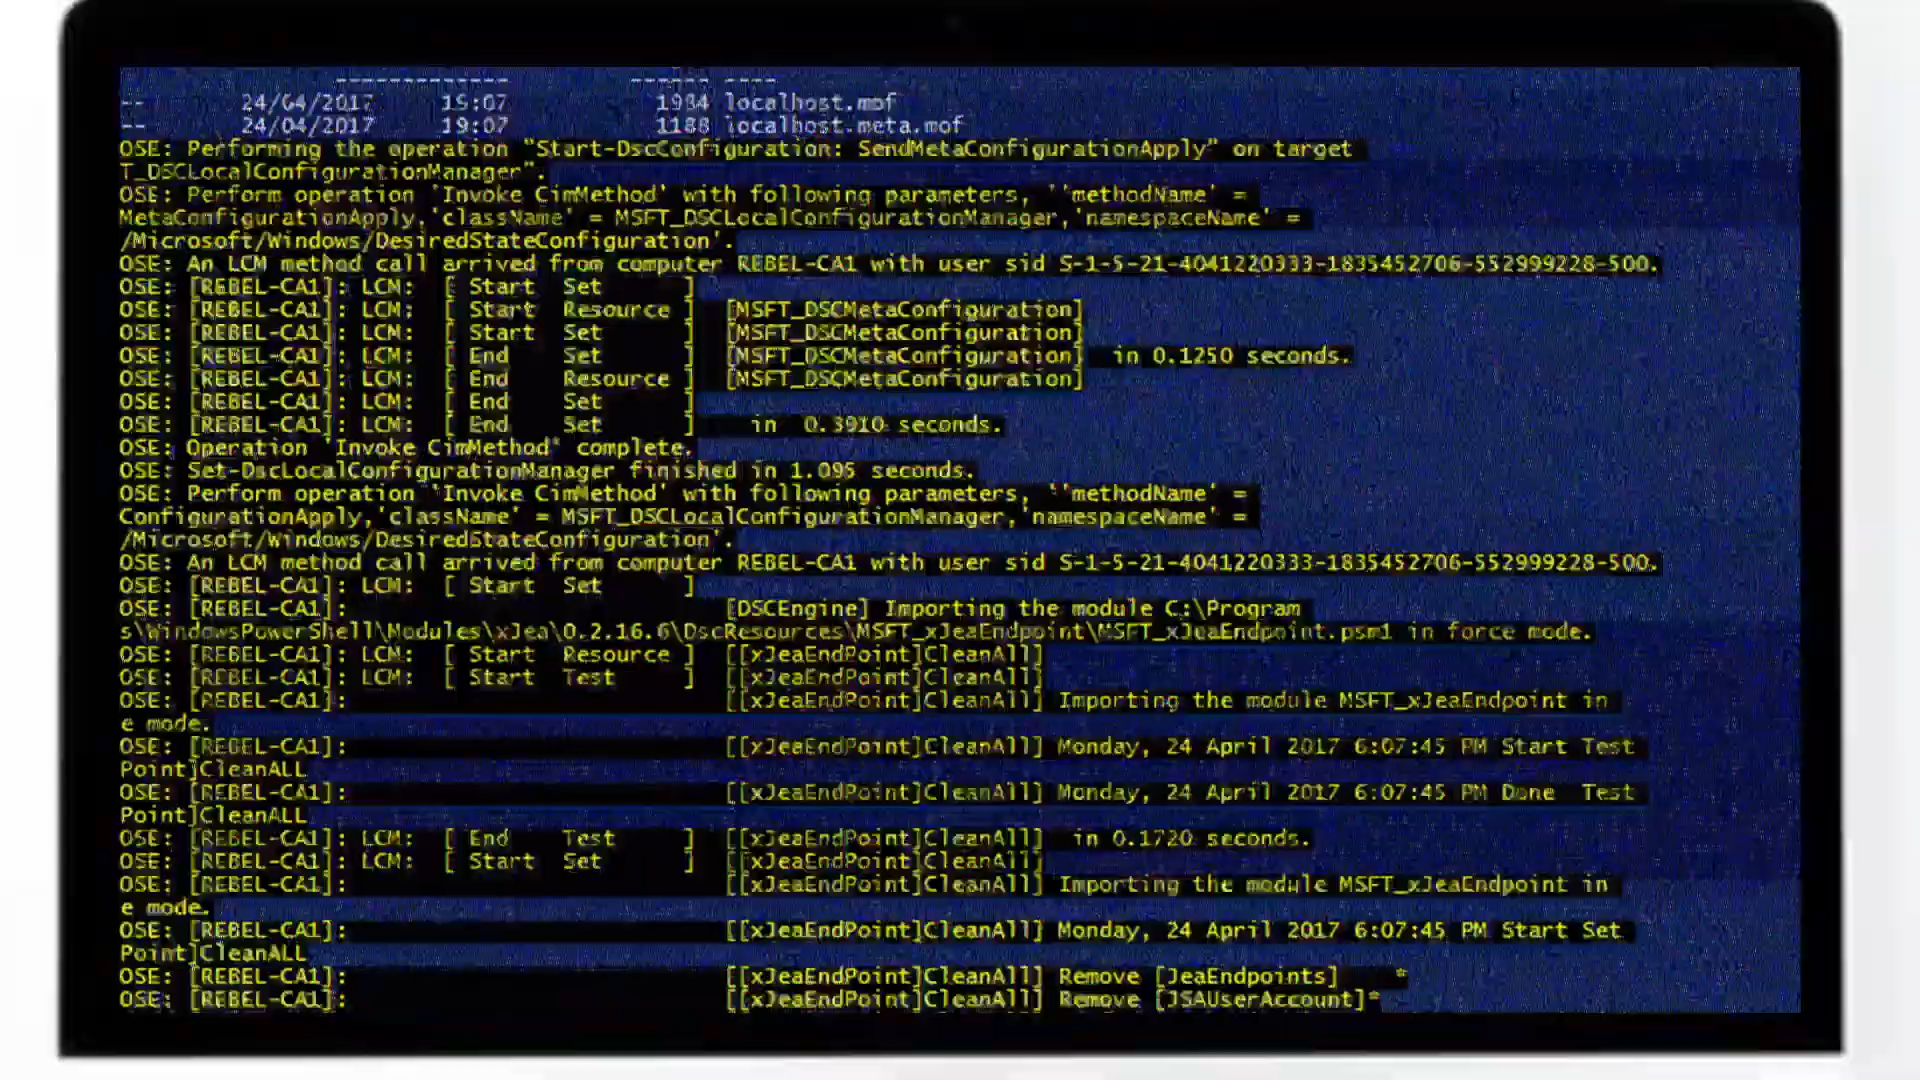 ------------- ------ ----
-- 24/04/2017 19:07 1984 localhost.mof
-- 24/04/2017 19:07 1188 localhost.meta.mof
OSE: Performing the operation "Start-DscConfiguration: SendMetaConfigurationApply" on target
T_DSCLocalConfigurationManager".
OSE: Perform operation 'Invoke CimMethod' with following parameters, ''methodName' =
MetaConfigurationApply,'className' = MSFT_DSCLocalConfigurationManager,'namespaceName' =
/Microsoft/Windows/DesiredStateConfiguration'.
OSE: An LCM method call arrived from computer REBEL-CA1 with user sid S-1-5-21-4041220333-1835452706-552999228-500.
OSE: [REBEL-CA1]: LCM: [ Start Set ]
OSE: [REBEL-CA1]: LCM: [ Start Resource ] [MSFT_DSCMetaConfiguration]
OSE: [REBEL-CA1]: LCM: [ Start Set ] [MSFT_DSCMetaConfiguration]
OSE: [REBEL-CA1]: LCM: [ End Set ] [MSFT_DSCMetaConfiguration] in 0.1250 seconds.
OSE: [REBEL-CA1]: LCM: [ End Resource ] [MSFT_DSCMetaConfiguration]
OSE: [REBEL-CA1]: LCM: [ End Set ]
OSE: [REBEL-CA1]: LCM: [ End Set ] in 0.3910 seconds.
OSE: Operation 'Invoke CimMethod' complete.
OSE: Set-DscLocalConfigurationManager finished in 1.095 seconds.
OSE: Perform operation 'Invoke CimMethod' with following parameters, ''methodName' =
ConfigurationApply,'className' = MSFT_DSCLocalConfigurationManager,'namespaceName' =
/Microsoft/Windows/DesiredStateConfiguration'.
OSE: An LCM method call arrived from computer REBEL-CA1 with user sid S-1-5-21-4041220333-1835452706-552999228-500.
OSE: [REBEL-CA1]: LCM: [ Start Set ]
OSE: [REBEL-CA1]: [DSCEngine] Importing the module C:\Program
s\WindowsPowerShell\Modules\xJea\0.2.16.6\DscResources\MSFT_xJeaEndpoint\MSFT_xJeaEndpoint.psm1 in force mode.
OSE: [REBEL-CA1]: LCM: [ Start Resource ] [[xJeaEndPoint]CleanAll]
OSE: [REBEL-CA1]: LCM: [ Start Test ] [[xJeaEndPoint]CleanAll]
OSE: [REBEL-CA1]: [[xJeaEndPoint]CleanAll] Importing the module MSFT_xJeaEndpoint in
e mode.
OSE: [REBEL-CA1]: [[xJeaEndPoint]CleanAll] Monday, 24 April 2017 6:07:45 PM Start Test
Point]CleanALL
OSE: [REBEL-CA1]: [[xJeaEndPoint]CleanAll] Monday, 24 April 2017 6:07:45 PM Done Test
Point]CleanALL
OSE: [REBEL-CA1]: LCM: [ End Test ] [[xJeaEndPoint]CleanAll] in 0.1720 seconds.
OSE: [REBEL-CA1]: LCM: [ Start Set ] [[xJeaEndPoint]CleanAll]
OSE: [REBEL-CA1]: [[xJeaEndPoint]CleanAll] Importing the module MSFT_xJeaEndpoint in
e mode.
OSE: [REBEL-CA1]: [[xJeaEndPoint]CleanAll] Monday, 24 April 2017 6:07:45 PM Start Set
Point]CleanALL
OSE: [REBEL-CA1]: [[xJeaEndPoint]CleanAll] Remove [JeaEndpoints] *
OSE: [REBEL-CA1]: [[xJeaEndPoint]CleanAll] Remove [JSAUserAccount]*